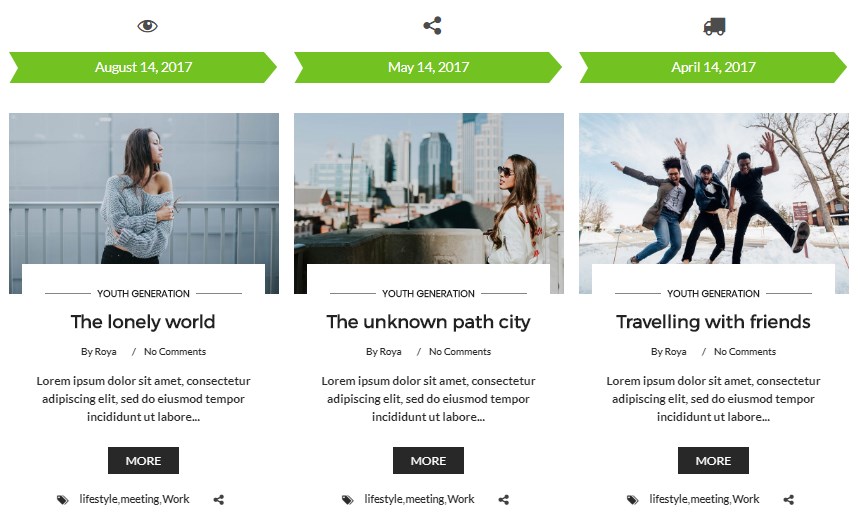 August 14, 2017
May 14, 2017
April 14, 2017
YOUTH GENERATION
The lonely world
By Roya / No Comments
Lorem ipsum dolor sit amet, consectetur
adipiscing elit, sed do eiusmod tempor
incididunt ut labore...
MORE
lifestyle,meeting,Work
YOUTH GENERATION
The unknown path city
By Roya / No Comments
Lorem ipsum dolor sit amet, consectetur
adipiscing elit, sed do eiusmod tempor
incididunt ut labore...
MORE
lifestyle,meeting,Work
YOUTH GENERATION
Travelling with friends
By Roya / No Comments
Lorem ipsum dolor sit amet, consectetur
adipiscing elit, sed do eiusmod tempor
incididunt ut labore...
MORE
lifestyle,meeting,Work